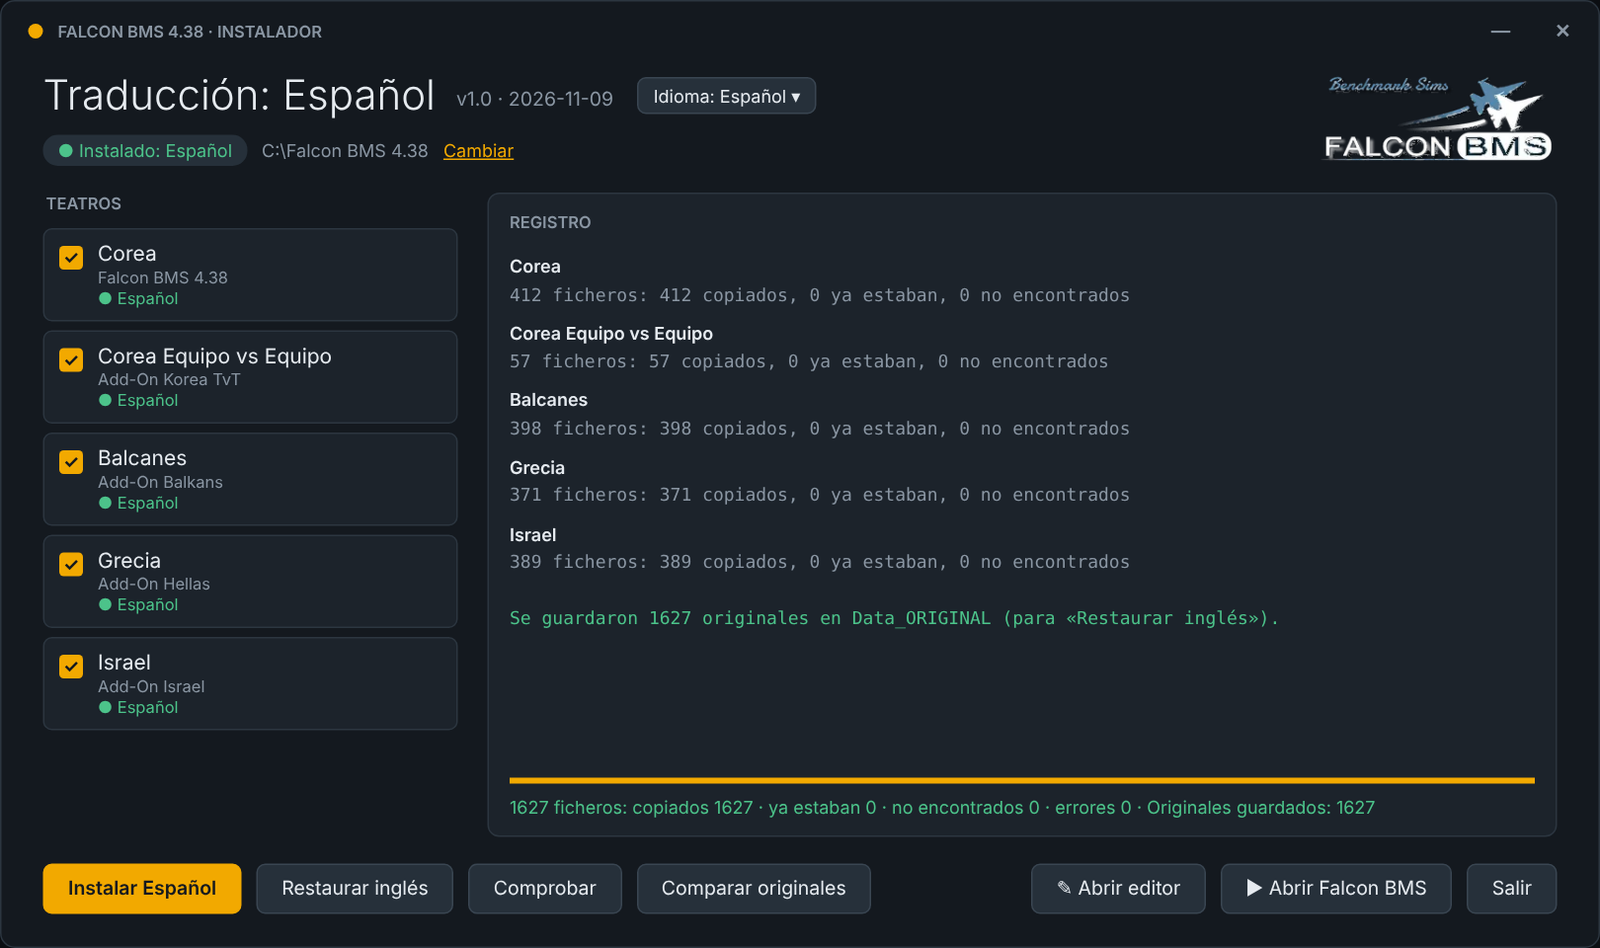 FALCON BMS 4.38 · INSTALADOR
Traducción: Español v1.0 · 2026-11-09 Idioma: Español ▾
Benchmark Sims
FALCON BMS
Instalado: Español C:\Falcon BMS 4.38 Cambiar
TEATROS
Corea
Falcon BMS 4.38
Español
Corea Equipo vs Equipo
Add-On Korea TvT
Español
Balcanes
Add-On Balkans
Español
Grecia
Add-On Hellas
Español
Israel
Add-On Israel
Español
REGISTRO
Corea
412 ficheros: 412 copiados, 0 ya estaban, 0 no encontrados
Corea Equipo vs Equipo
57 ficheros: 57 copiados, 0 ya estaban, 0 no encontrados
Balcanes
398 ficheros: 398 copiados, 0 ya estaban, 0 no encontrados
Grecia
371 ficheros: 371 copiados, 0 ya estaban, 0 no encontrados
Israel
389 ficheros: 389 copiados, 0 ya estaban, 0 no encontrados
Se guardaron 1627 originales en Data_ORIGINAL (para «Restaurar inglés»).
1627 ficheros: copiados 1627 · ya estaban 0 · no encontrados 0 · errores 0 · Originales guardados: 1627
Instalar Español Restaurar inglés Comprobar Comparar originales ✎ Abrir editor ▶ Abrir Falcon BMS Salir